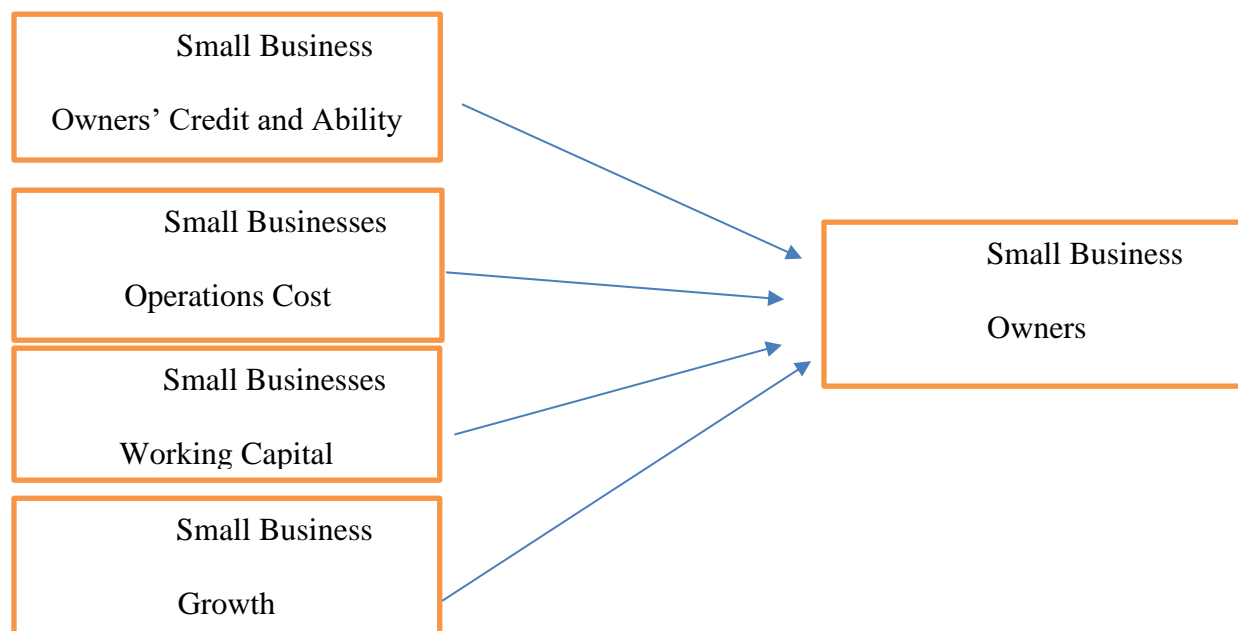 Small Business
Owners’ Credit and Ability
Small Businesses
Operations Cost
Small Businesses
Working Capital
Small Business
Growth
Small Business
Owners